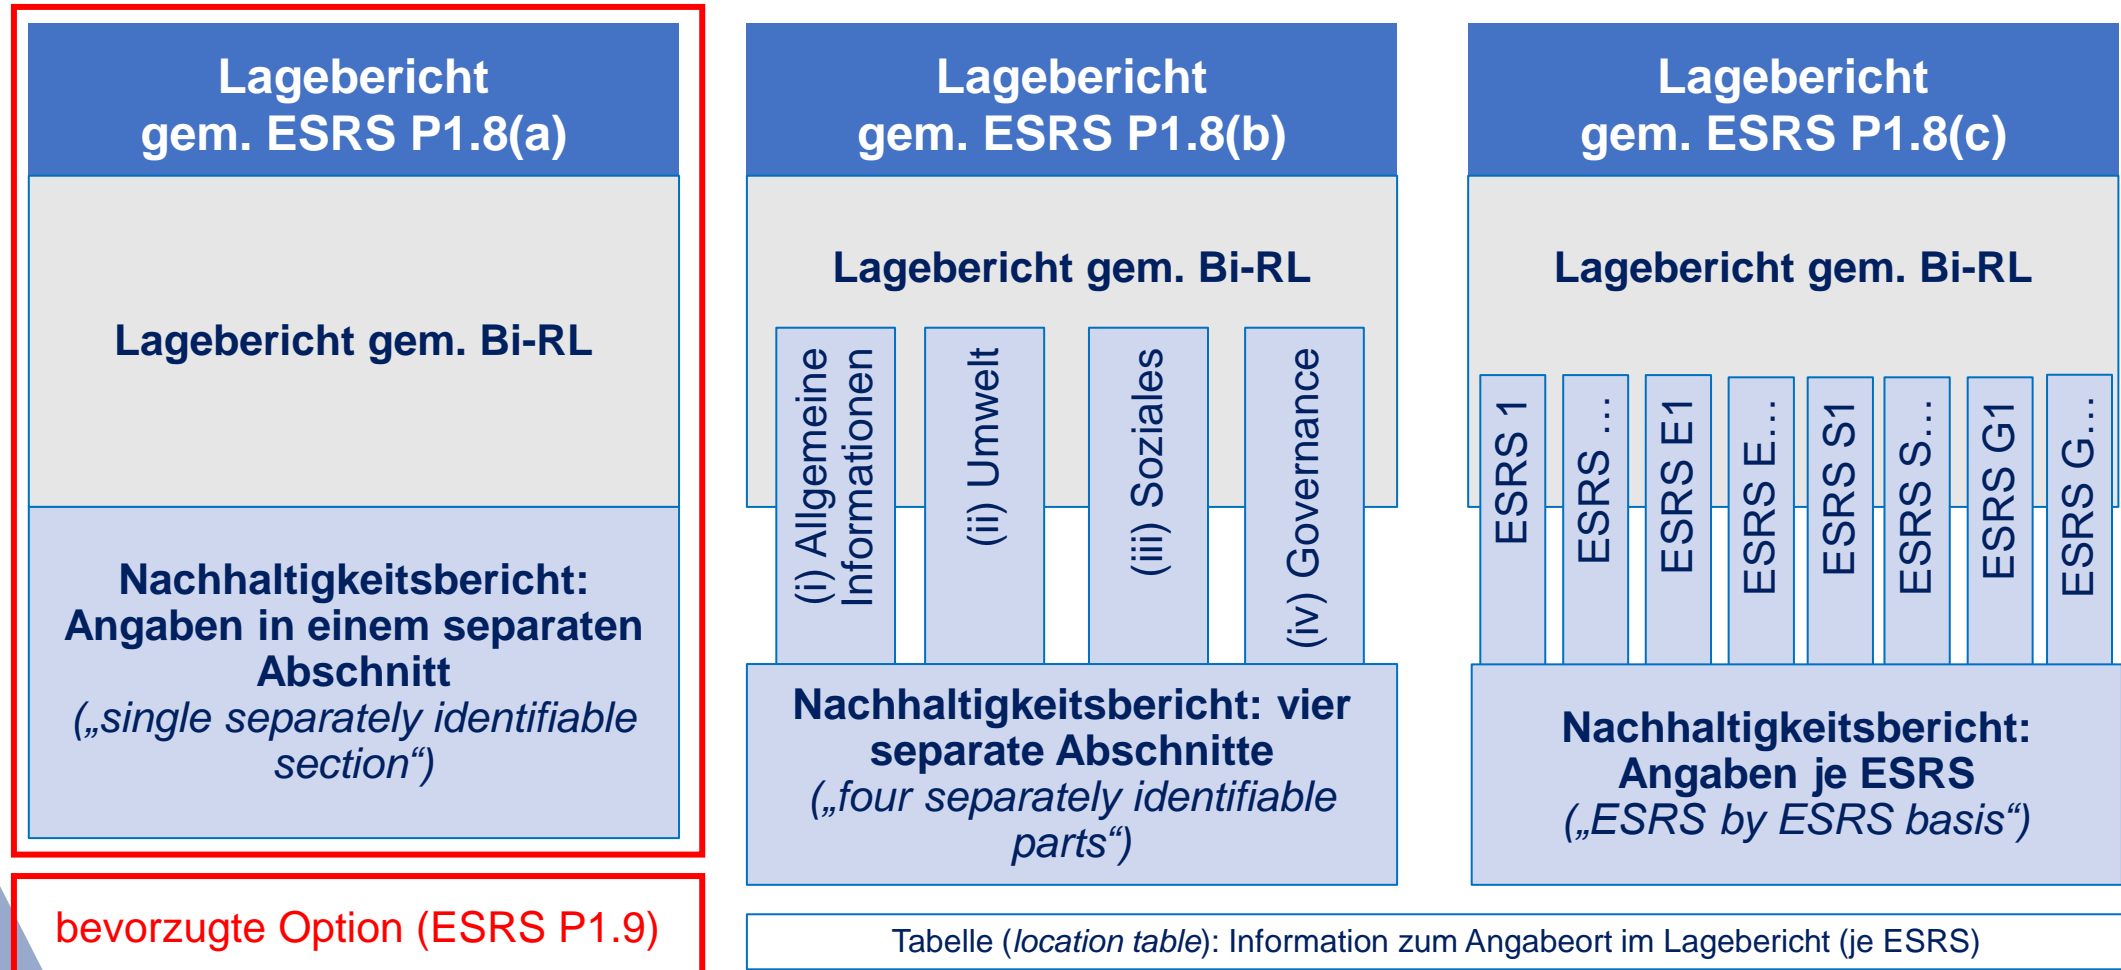 Lagebericht
gem. ESRS P1.8(a)
Lagebericht gem. Bi-RL
Nachhaltigkeitsbericht:
Angaben in einem separaten
Abschnitt
(„single separately identifiable
section“)
bevorzugte Option (ESRS P1.9)
Lagebericht
gem. ESRS P1.8(b)
Lagebericht gem. Bi-RL
(i) Allgemeine
Informationen
(ii) Umwelt
(iii) Soziales
(iv) Governance
Nachhaltigkeitsbericht: vier
separate Abschnitte
(„four separately identifiable
parts“)
Lagebericht
gem. ESRS P1.8(c)
Lagebericht gem. Bi-RL
ESRS 1
ESRS …
ESRS E1
ESRS E…
ESRS S1
ESRS S…
ESRS G1
ESRS G…
Nachhaltigkeitsbericht:
Angaben je ESRS
(„ESRS by ESRS basis“)
Tabelle (location table): Information zum Angabeort im Lagebericht (je ESRS)